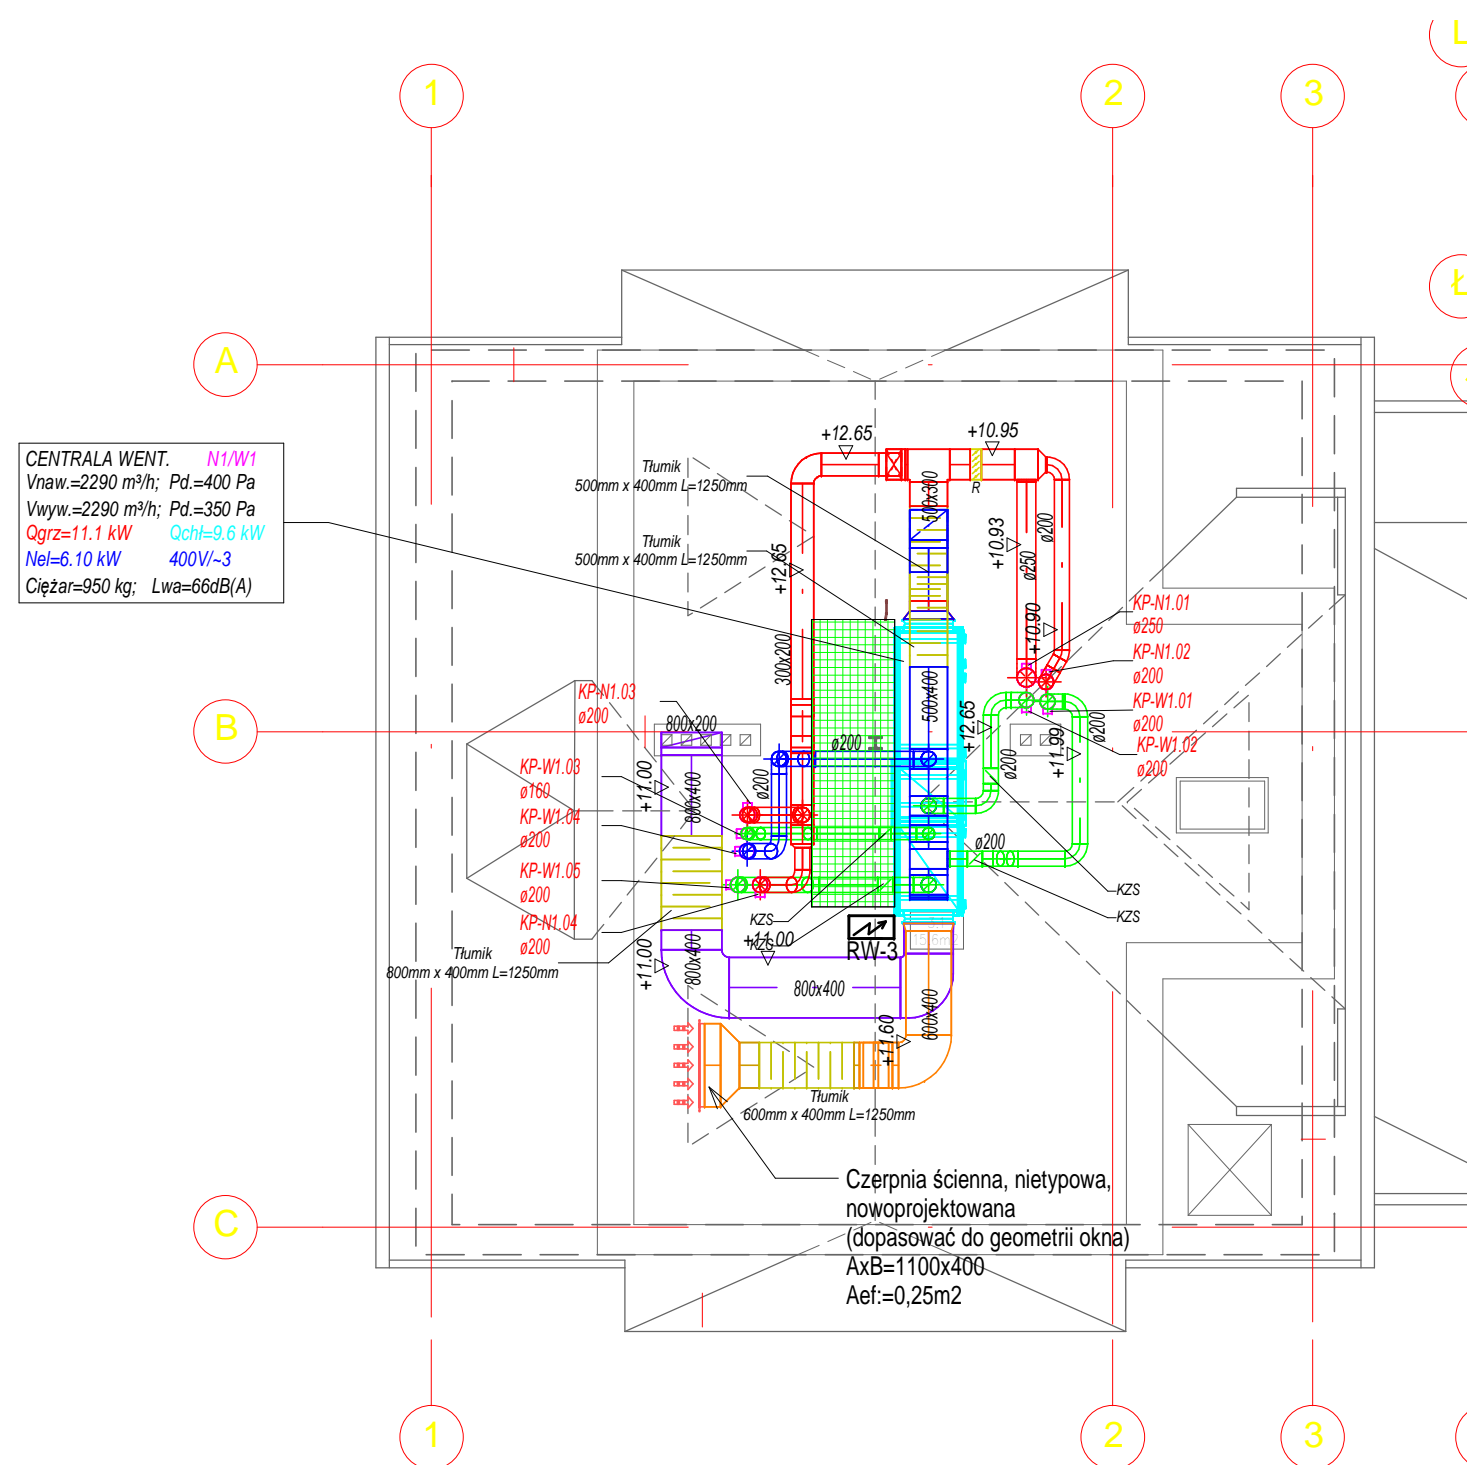 L
1
2
3
Ł
A
+12.65
+10.95
CENTRALA WENT. N1/W1
Vnaw.=2290 m³/h; Pd.=400 Pa
Vwyw.=2290 m³/h; Pd.=350 Pa
Qgrz=11.1 kW Qchł=9.6 kW
Nel=6.10 kW 400V/~3
Ciężar=950 kg; Lwa=66dB(A)
Tłumik
500mm x 400mm L=1250mm
R
500x300
Tłumik
500mm x 400mm L=1250mm
+12.65
+10.93
ø250
ø200
+10.90
KP-N1.01
ø250
KP-N1.02
ø200
KP-W1.01
ø200
KP-W1.02
ø200
300x200
500x400
KP-N1.03
ø200
800x200
B
ø200
+12.65
ø200
+11.99
ø200
KP-W1.03
ø160
KP-W1.04
ø200
KP-W1.05
ø200
KP-N1.04
ø200
+11.00
800x400
ø200
ø200
KZS
KZS
KZS
KZS
+11.00
RW-3
Tłumik
800mm x 400mm L=1250mm
+11.00
800x400
800x400
600x400
+11.60
Tłumik
600mm x 400mm L=1250mm
Czerpnia ścienna, nietypowa,
nowoprojektowana
(dopasować do geometrii okna)
AxB=1100x400
Aef:=0,25m2
C
1
2
3